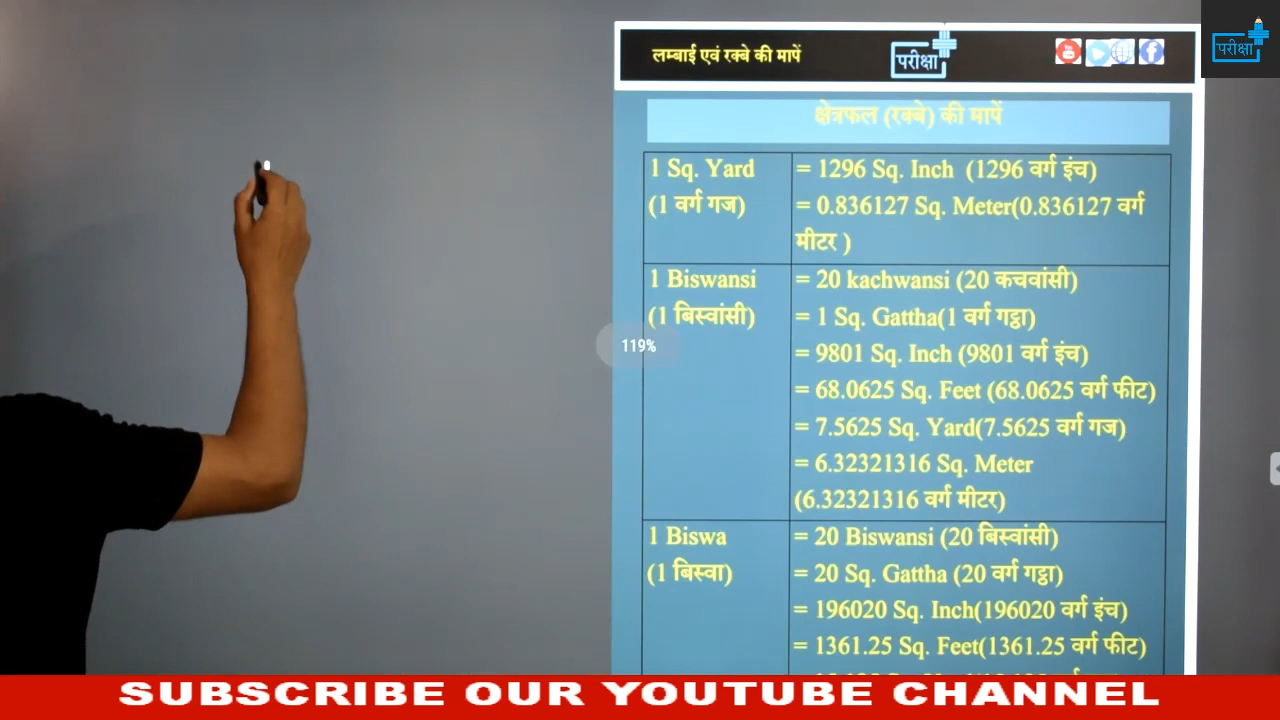 लम्बाई एवं रक्बे की मापें
परीक्षा
परीक्षा
क्षेत्रफल (रक्बे) की मापें
1 Sq. Yard
(1 वर्ग गज)
= 1296 Sq. Inch (1296 वर्ग इंच)
= 0.836127 Sq. Meter(0.836127 वर्ग
मीटर )
1 Biswansi
(1 बिस्वांसी)
= 20 kachwansi (20 कचवांसी)
= 1 Sq. Gattha(1 वर्ग गट्ठा)
= 9801 Sq. Inch (9801 वर्ग इंच)
= 68.0625 Sq. Feet (68.0625 वर्ग फीट)
= 7.5625 Sq. Yard(7.5625 वर्ग गज)
= 6.32321316 Sq. Meter
(6.32321316 वर्ग मीटर)
119%
1 Biswa
(1 बिस्वा)
= 20 Biswansi (20 बिस्वांसी)
= 20 Sq. Gattha (20 वर्ग गट्ठा)
= 196020 Sq. Inch(196020 वर्ग इंच)
= 1361.25 Sq. Feet(1361.25 वर्ग फीट)
SUBSCRIBE OUR YOUTUBE CHANNEL